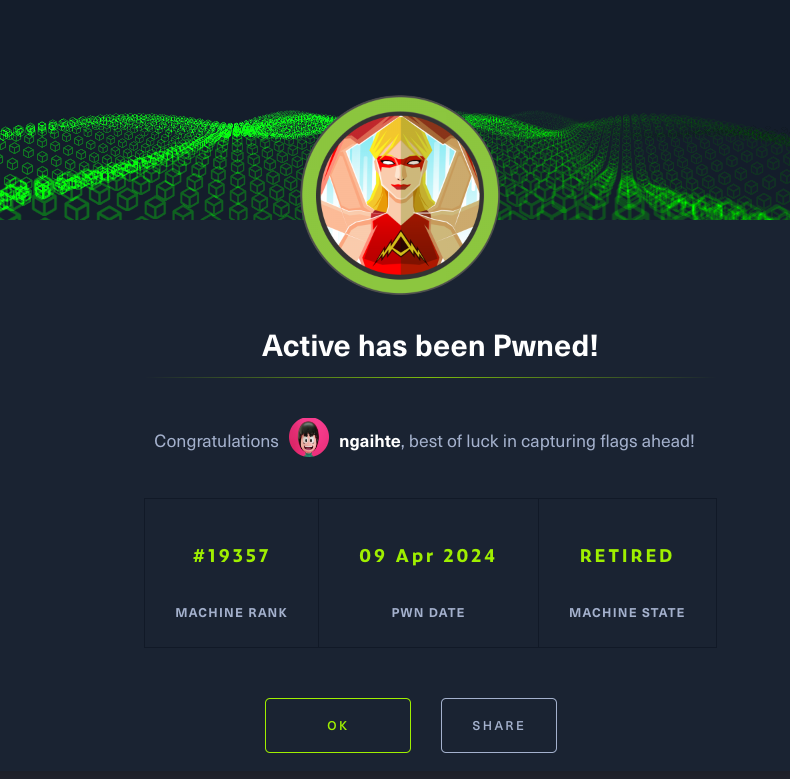 Active has been Pwned!
Congratulations ngaihte, best of luck in capturing flags ahead!
#19357 09 Apr 2024 RETIRED
MACHINE RANK PWN DATE MACHINE STATE
OK SHARE